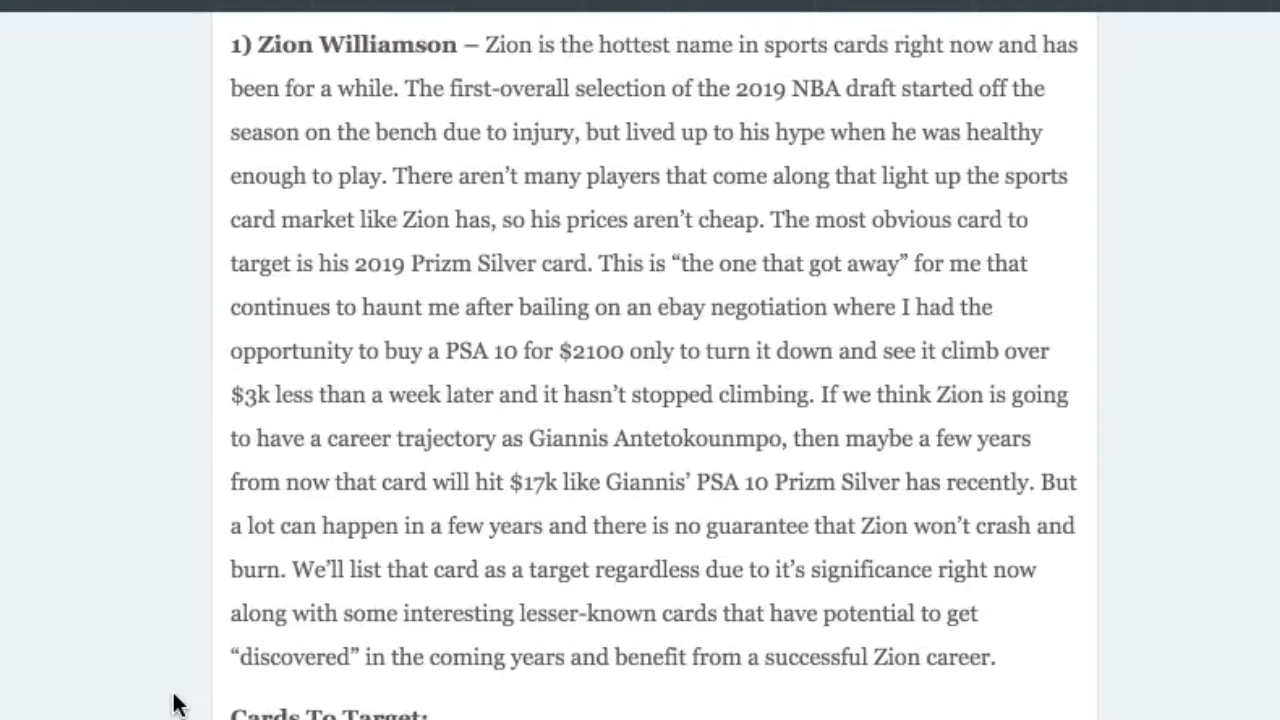 1) Zion Williamson – Zion is the hottest name in sports cards right now and has
been for a while. The first-overall selection of the 2019 NBA draft started off the
season on the bench due to injury, but lived up to his hype when he was healthy
enough to play. There aren’t many players that come along that light up the sports
card market like Zion has, so his prices aren’t cheap. The most obvious card to
target is his 2019 Prizm Silver card. This is “the one that got away” for me that
continues to haunt me after bailing on an ebay negotiation where I had the
opportunity to buy a PSA 10 for $2100 only to turn it down and see it climb over
$3k less than a week later and it hasn’t stopped climbing. If we think Zion is going
to have a career trajectory as Giannis Antetokounmpo, then maybe a few years
from now that card will hit $17k like Giannis’ PSA 10 Prizm Silver has recently. But
a lot can happen in a few years and there is no guarantee that Zion won’t crash and
burn. We’ll list that card as a target regardless due to it’s significance right now
along with some interesting lesser-known cards that have potential to get
“discovered” in the coming years and benefit from a successful Zion career.
Cards To Target: